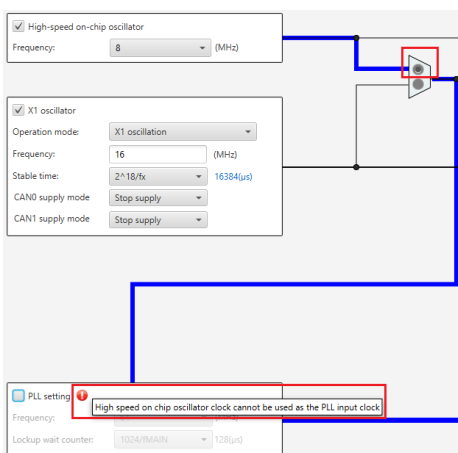 High-speed on-chip oscillator
Frequency: 8 (MHz)
X1 oscillator
Operation mode: X1 oscillation
Frequency: 16 (MHz)
Stable time: 2^18/fx 16384(μs)
CAN0 supply mode Stop supply
CAN1 supply mode Stop supply
PLL setting
High speed on chip oscillator clock cannot be used as the PLL input clock
Frequency:
Lockup wait counter: 1024/fMAIN 128(μs)